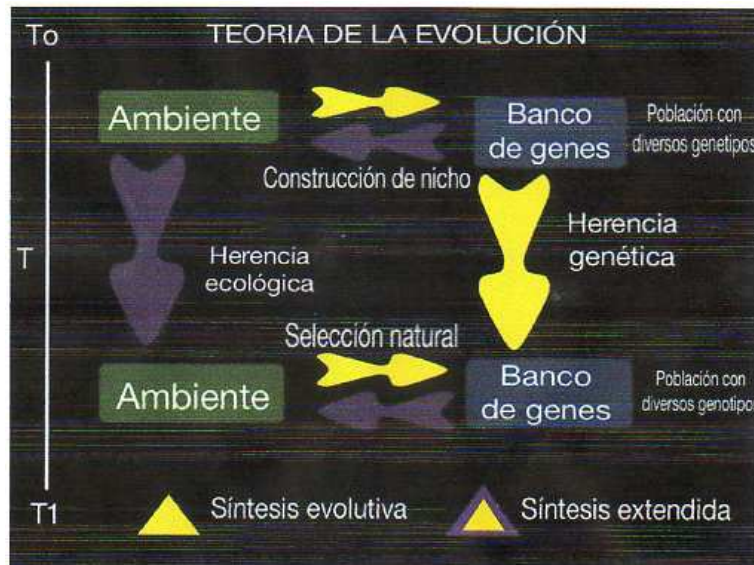 To
TEORIA DE LA EVOLUCIÓN
Ambiente
Banco
de genes
Población con
diversos genetipos
Construcción de nicho
T
Herencia
ecológica
Herencia
genética
Selección natural
Ambiente
Banco
de genes
Población con
diversos genotipo
T1
Síntesis evolutiva
Síntesis extendida